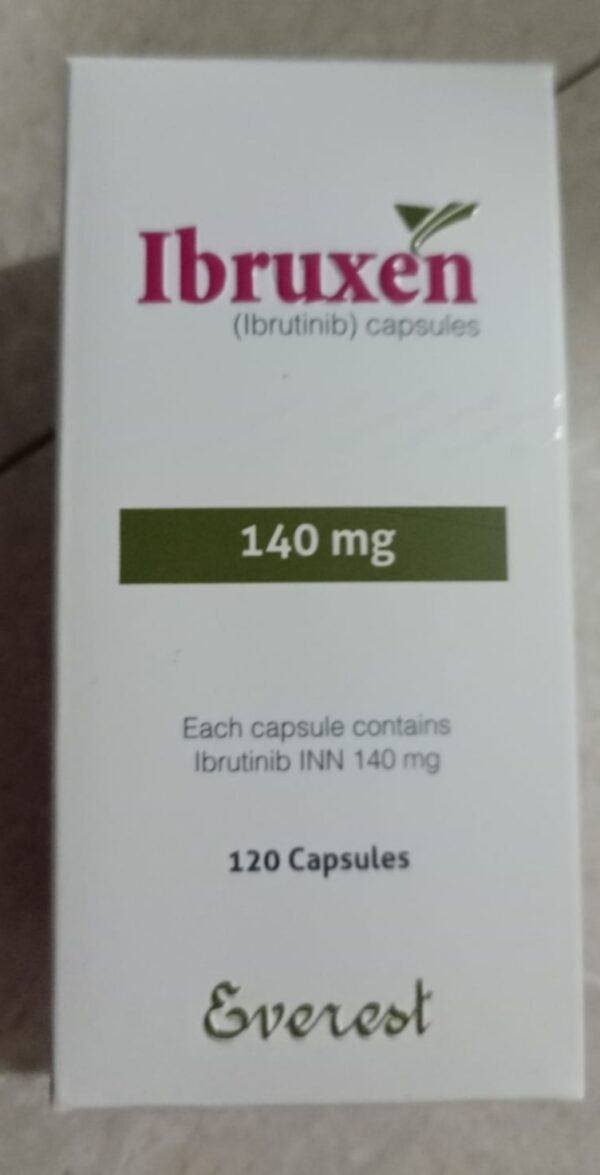 Ibruxen
(Ibrutinib) capsules
140 mg
Each capsule contains
Ibrutinib INN 140 mg
120 Capsules
Everest